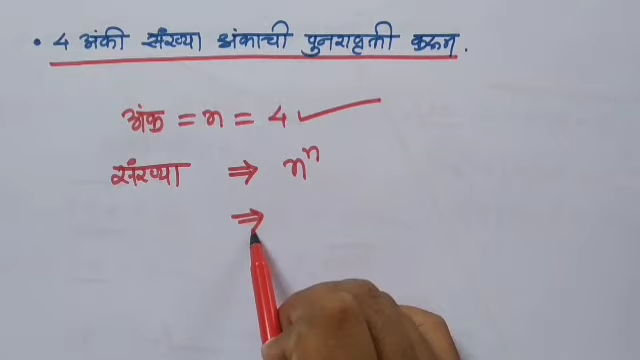 • 4 अंकी संख्या अंकाची पुनरावृत्ती करून.
अंक = n = 4 ✓
संख्या ⇒ nⁿ
⇒